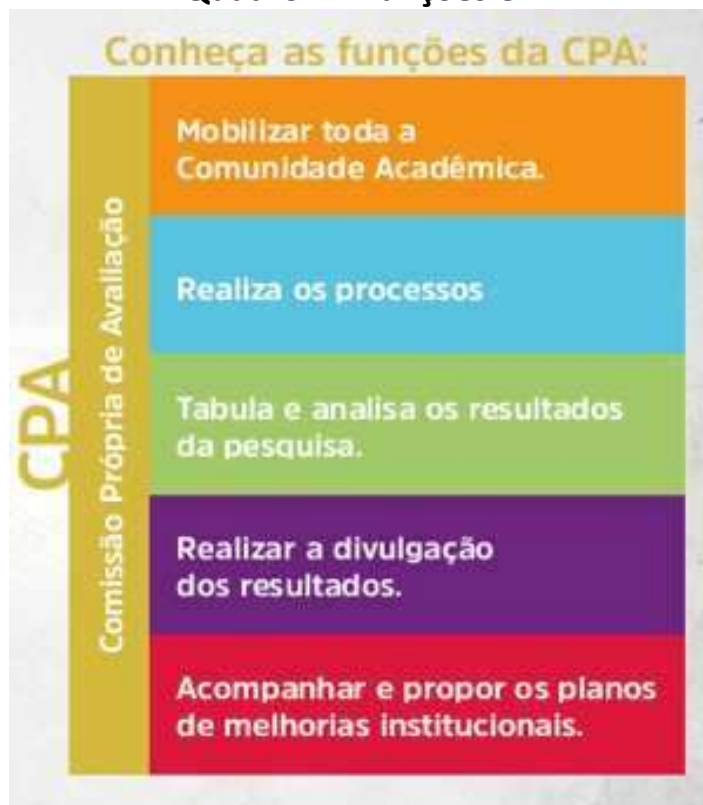 Conheça as funções da CPA:
CPA
Comissão Própria de Avaliação
Mobilizar toda a
Comunidade Acadêmica.
Realiza os processos
Tabula e analisa os resultados
da pesquisa.
Realizar a divulgação
dos resultados.
Acompanhar e propor os planos
de melhorias institucionais.